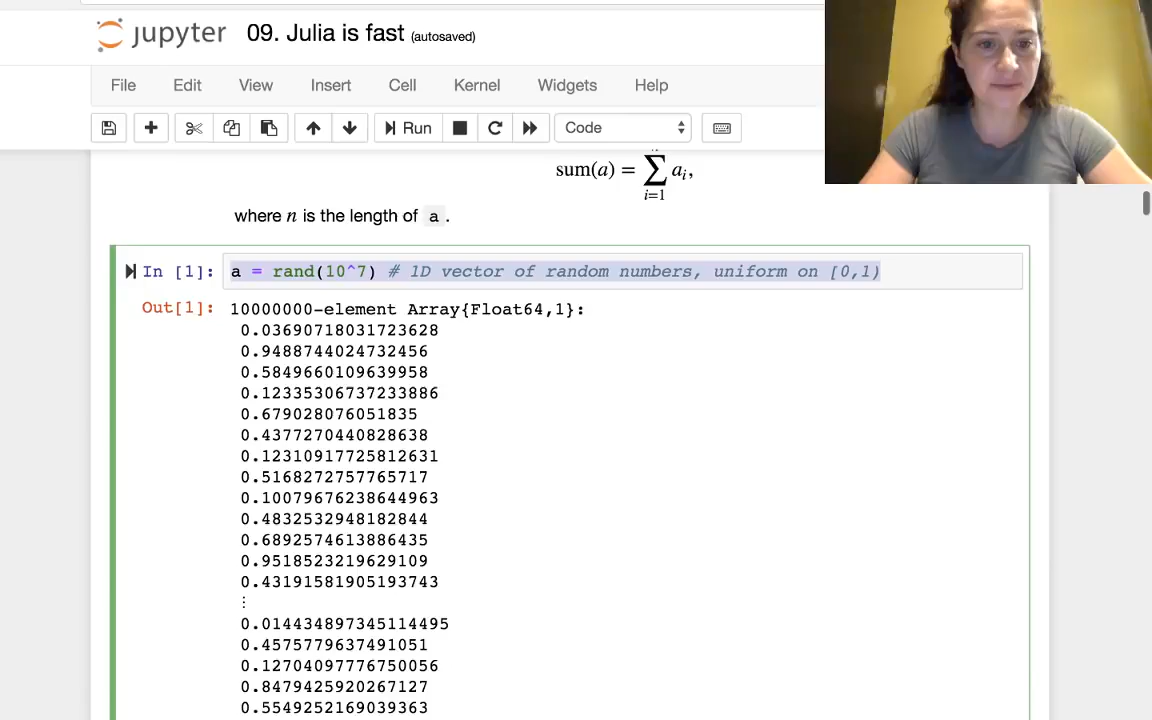 jupyter 09. Julia is fast (autosaved)
File Edit View Insert Cell Kernel Widgets Help
Run Code
sum(a) = ∑ aᵢ,
i=1
where n is the length of a .
In [1]: a = rand(10^7) # 1D vector of random numbers, uniform on [0,1)
Out[1]: 10000000-element Array{Float64,1}:
0.03690718031723628
0.9488744024732456
0.5849660109639958
0.12335306737233886
0.679028076051835
0.4377270440828638
0.123109917725812631
0.5168272757765717
0.10079676238644963
0.4832532948182844
0.6892574613886435
0.9518523219629109
0.43191581905193743
⋮
0.014434897345114495
0.4575779637491051
0.12704097776750056
0.8479425920267127
0.5549252169039363